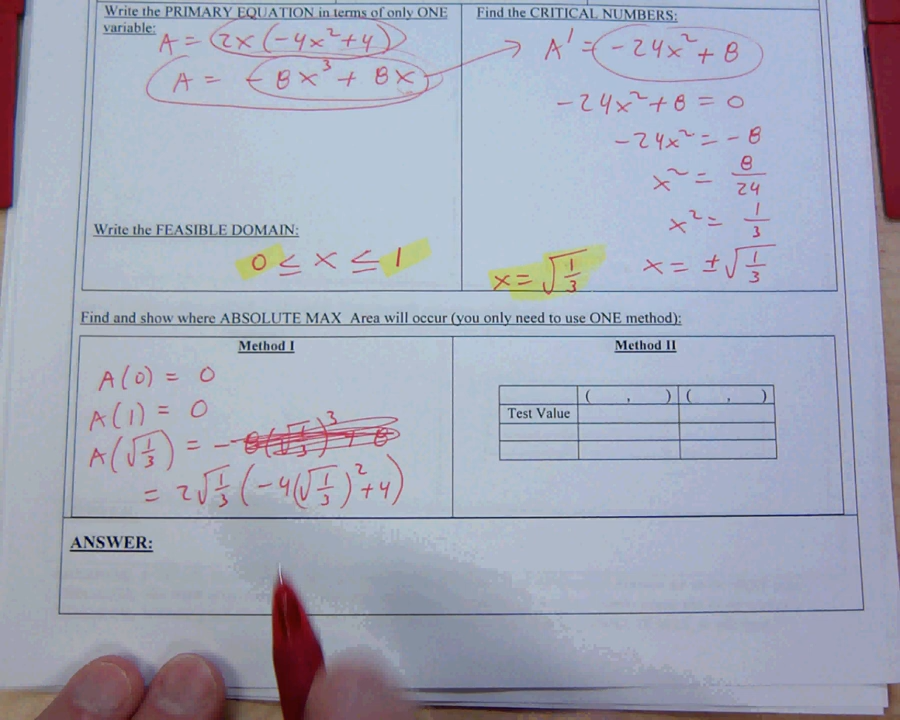 Write the PRIMARY EQUATION in terms of only ONE
variable:
A = 2x(-4x²+4)
A = -8x³ + 8x
Write the FEASIBLE DOMAIN:
0 ≤ x ≤ 1
Find the CRITICAL NUMBERS:
A' = -24x² + 8
-24x² + 8 = 0
-24x² = -8
x² = 8/24
x² = 1/3
x = ±√(1/3)
x = √(1/3)
Find and show where ABSOLUTE MAX Area will occur (you only need to use ONE method):
Method I
A(0) = 0
A(1) = 0
A(√(1/3)) = -
= 2√(1/3) (-4(√(1/3))² + 4)
Method II
( , ) ( , )
Test Value
ANSWER: